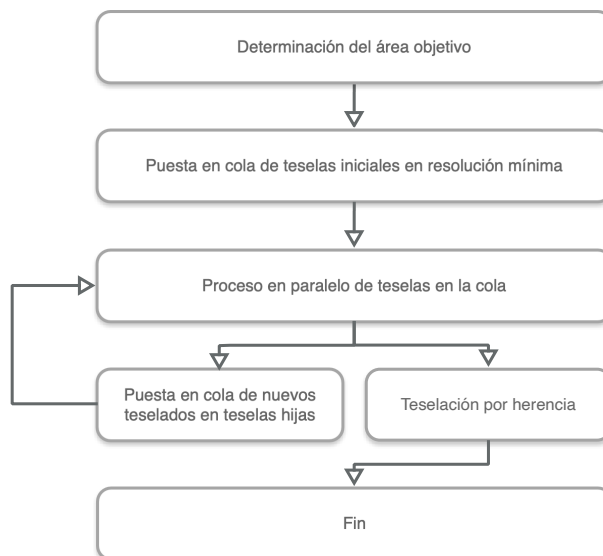 Determinación del área objetivo
Puesta en cola de teselas iniciales en resolución mínima
Proceso en paralelo de teselas en la cola
Puesta en cola de nuevos
teselados en teselas hijas
Teselación por herencia
Fin